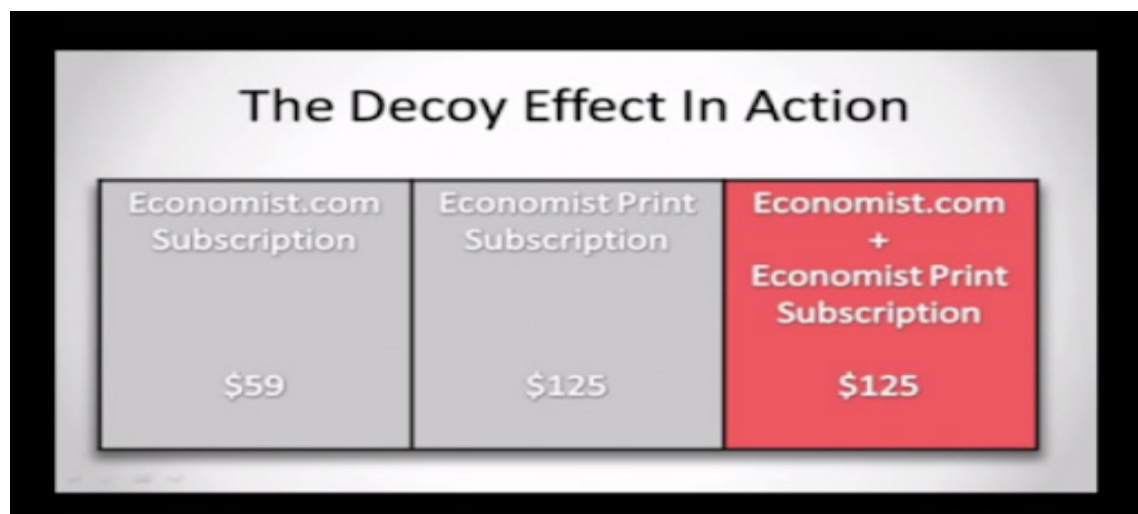 The Decoy Effect In Action
Economist.com
Subscription
$59
Economist Print
Subscription
$125
Economist.com
+
Economist Print
Subscription
$125